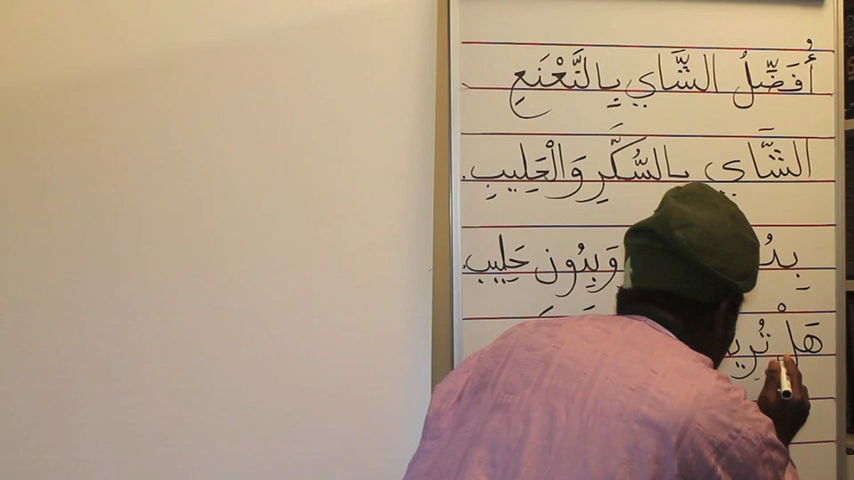 أُفَضِّلُ الشَّاي بِالنَّعْنَعِ
الشَّاي بِالسُّكَّرِ وَالْحَلِيبِ.
وَبِدُون حَلِيب
هَلْ